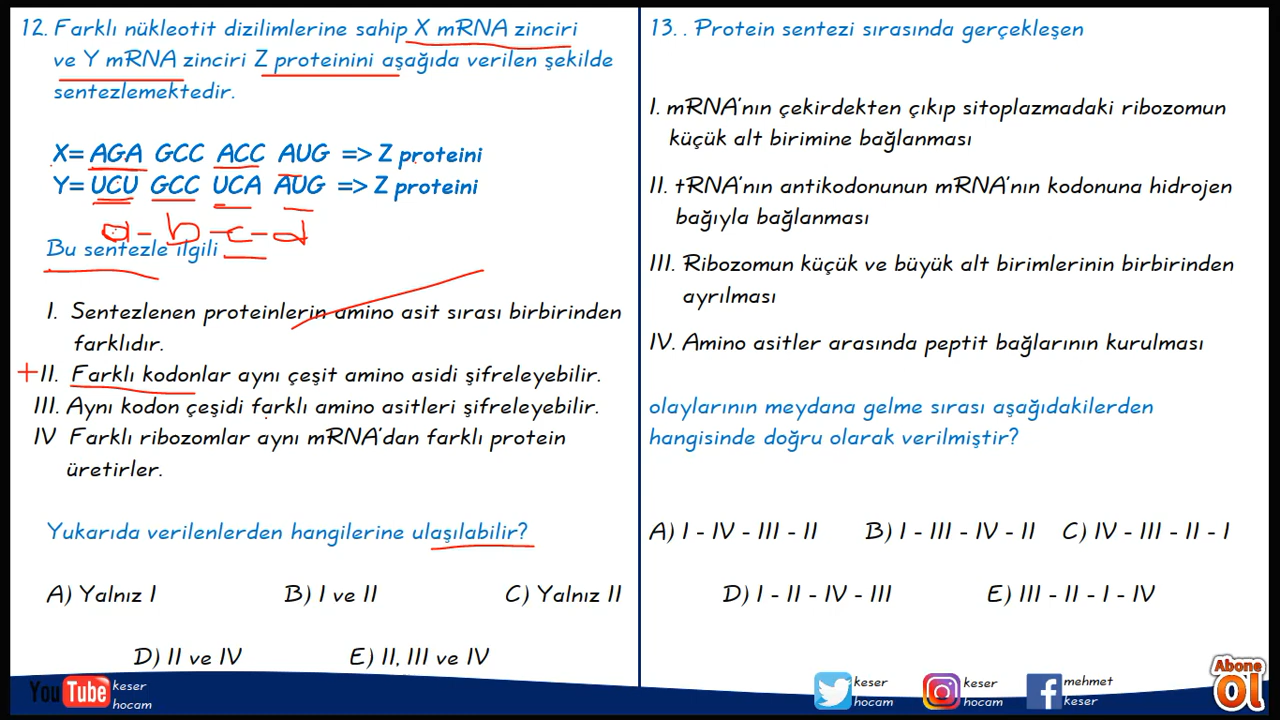 12. Farklı nükleotit dizilimlerine sahip X mRNA zinciri
ve Y mRNA zinciri Z proteinini aşağıda verilen şekilde
sentezlemektedir.
X= AGA GCC ACC AUG => Z proteini
Y= UCU GCC UCA AUG => Z proteini
a - b - c - d
Bu sentezle ilgili
I. Sentezlenen proteinlerin amino asit sırası birbirinden
farklıdır.
+ II. Farklı kodonlar aynı çeşit amino asidi şifreleyebilir.
III. Aynı kodon çeşidi farklı amino asitleri şifreleyebilir.
IV Farklı ribozomlar aynı mRNA'dan farklı protein
üretirler.
Yukarıda verilenlerden hangilerine ulaşılabilir?
A) Yalnız I B) I ve II C) Yalnız II
D) II ve IV E) II, III ve IV
13. . Protein sentezi sırasında gerçekleşen
I. mRNA'nın çekirdekten çıkıp sitoplazmadaki ribozomun
küçük alt birimine bağlanması
II. tRNA'nın antikodonunun mRNA'nın kodonuna hidrojen
bağıyla bağlanması
III. Ribozomun küçük ve büyük alt birimlerinin birbirinden
ayrılması
IV. Amino asitler arasında peptit bağlarının kurulması
olaylarının meydana gelme sırası aşağıdakilerden
hangisinde doğru olarak verilmiştir?
A) I - IV - III - II B) I - III - IV - II C) IV - III - II - I
D) I - II - IV - III E) III - II - I - IV
YouTube keser
hocam
keser
hocam
keser
hocam
mehmet
keser
Abone
Ol